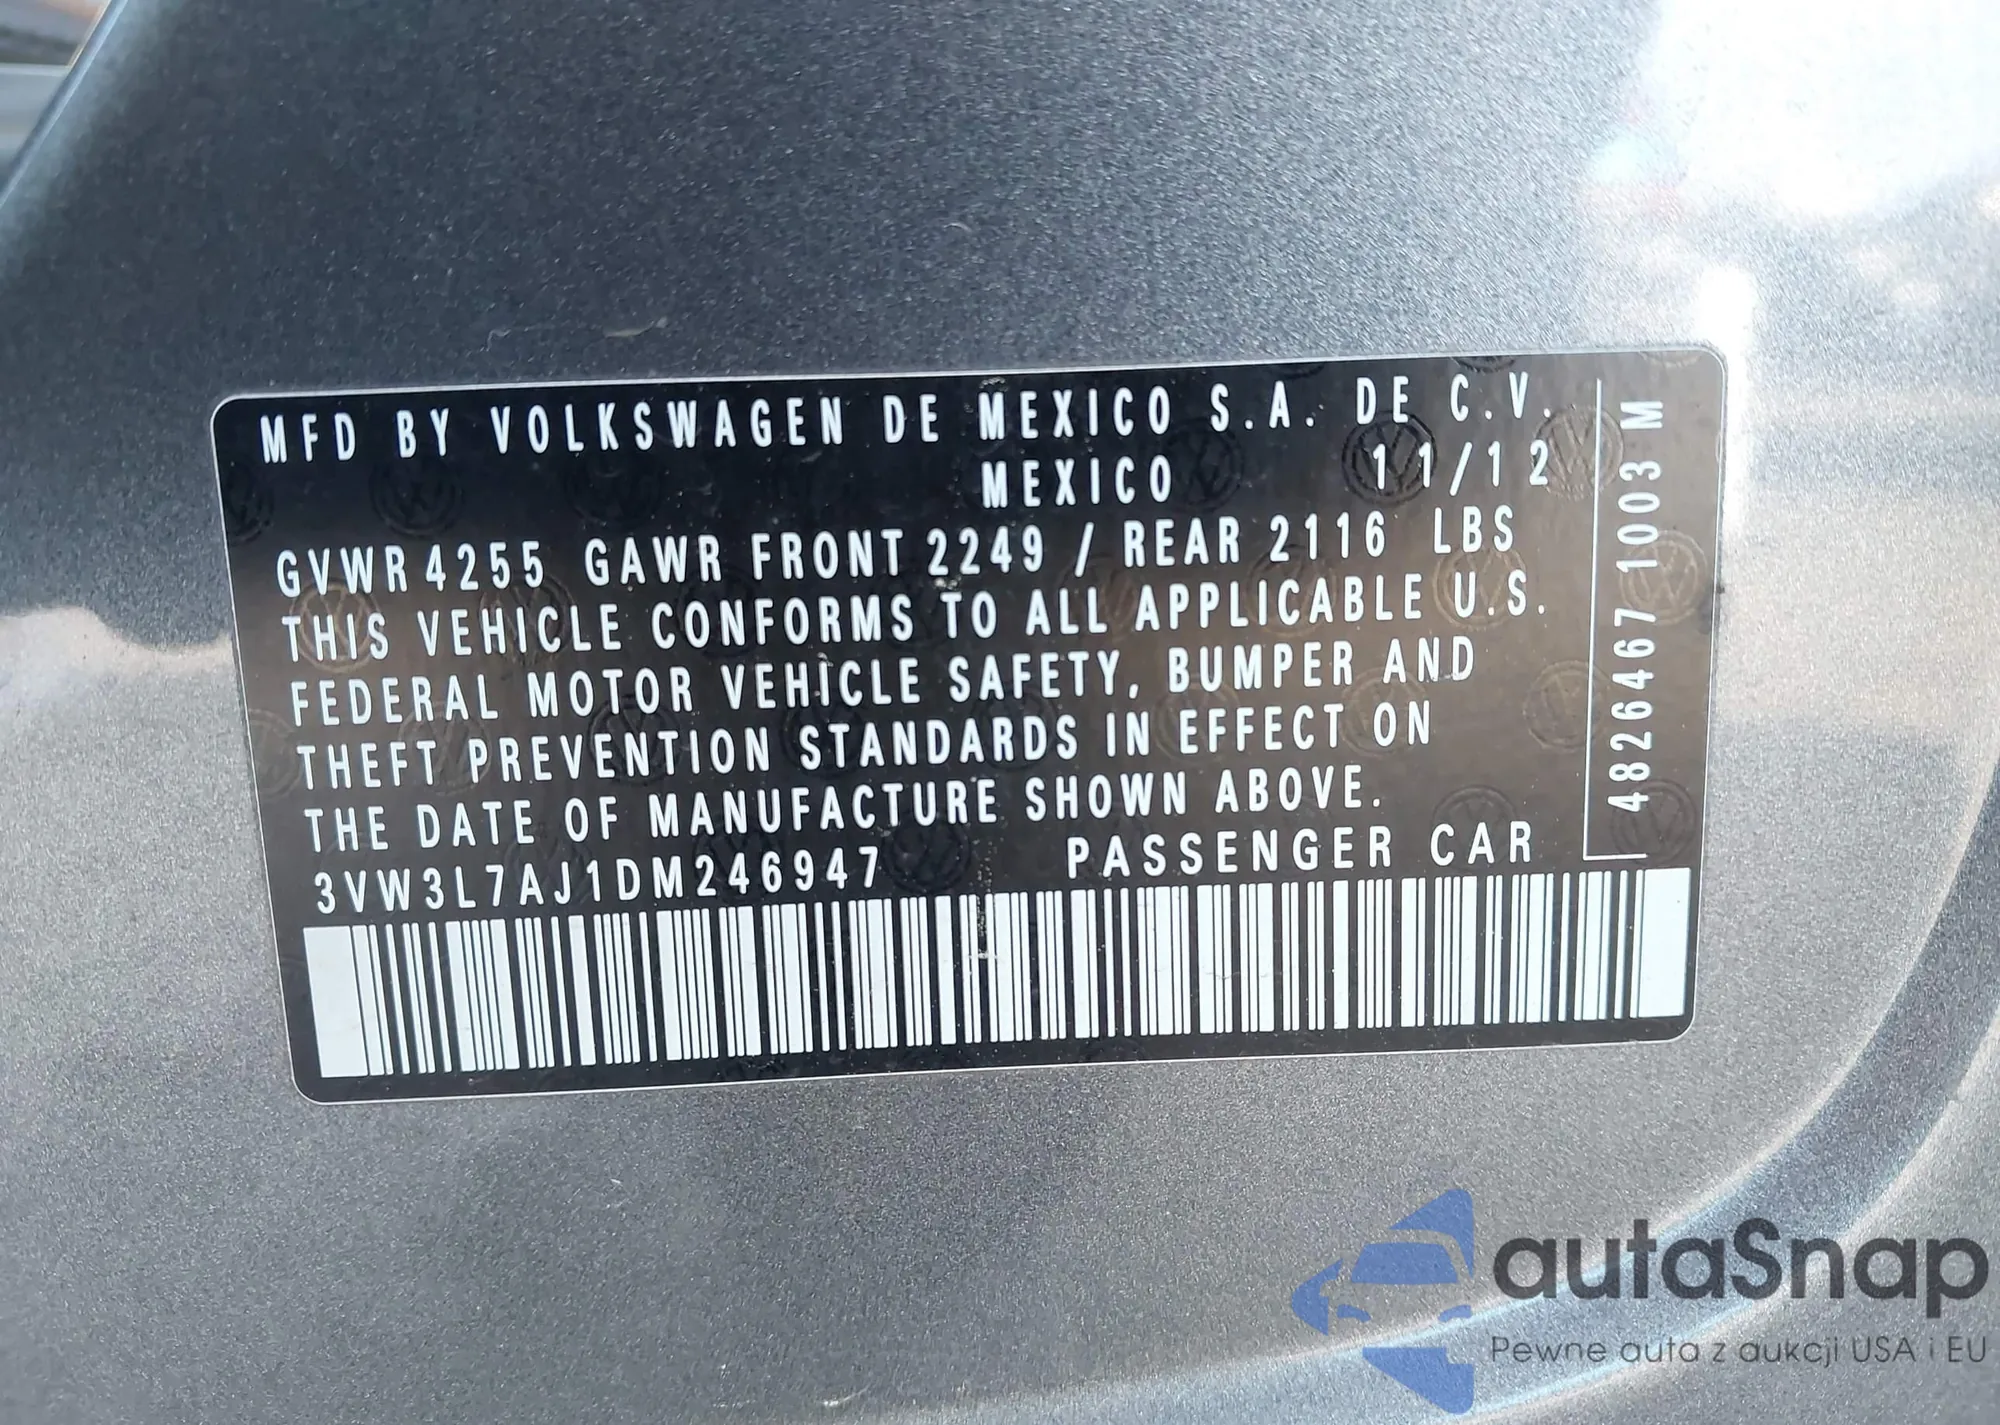 MFD BY VOLKSWAGEN DE MEXICO S.A. DE C.V.
MEXICO 11/12
GVWR 4255 GAWR FRONT 2249 / REAR 2116 LBS
THIS VEHICLE CONFORMS TO ALL APPLICABLE U.S.
FEDERAL MOTOR VEHICLE SAFETY, BUMPER AND
THEFT PREVENTION STANDARDS IN EFFECT ON
THE DATE OF MANUFACTURE SHOWN ABOVE.
3VW3L7AJ1DM246947 PASSENGER CAR
4826467 1003 M
autaSnap
Pewne auta z aukcji USA i EU